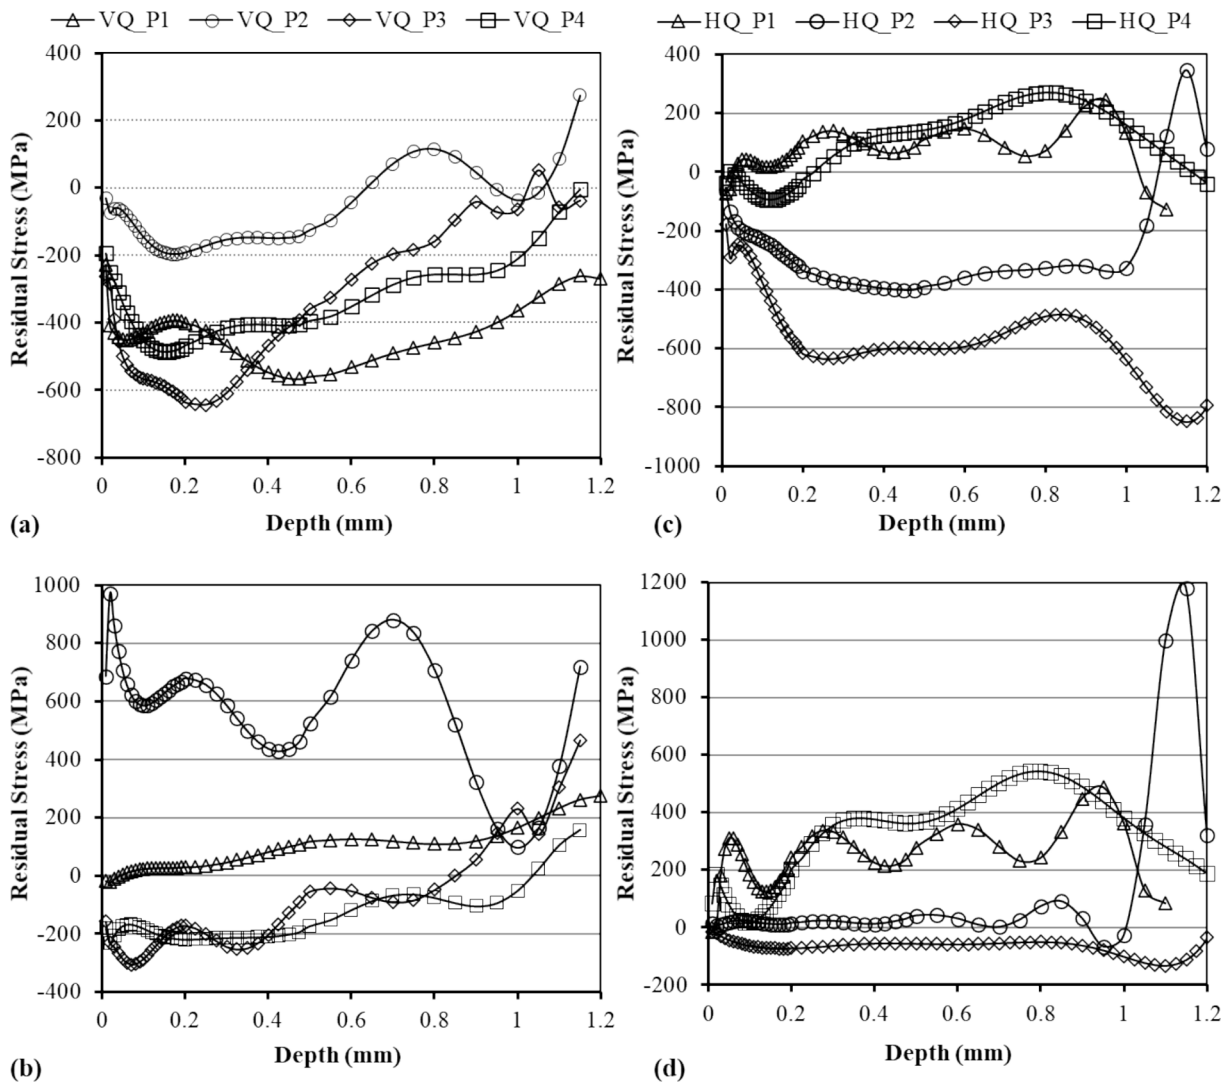 VQ_P1 VQ_P2 VQ_P3 VQ_P4
400
200
0
-200
-400
-600
-800
Residual Stress (MPa)
0 0.2 0.4 0.6 0.8 1 1.2
Depth (mm)
(a)
HQ_P1 HQ_P2 HQ_P3 HQ_P4
400
200
0
-200
-400
-600
-800
-1000
Residual Stress (MPa)
0 0.2 0.4 0.6 0.8 1 1.2
Depth (mm)
(c)
1000
800
600
400
200
0
-200
-400
Residual Stress (MPa)
0 0.2 0.4 0.6 0.8 1 1.2
Depth (mm)
(b)
1200
1000
800
600
400
200
0
-200
Residual Stress (MPa)
0 0.2 0.4 0.6 0.8 1 1.2
Depth (mm)
(d)